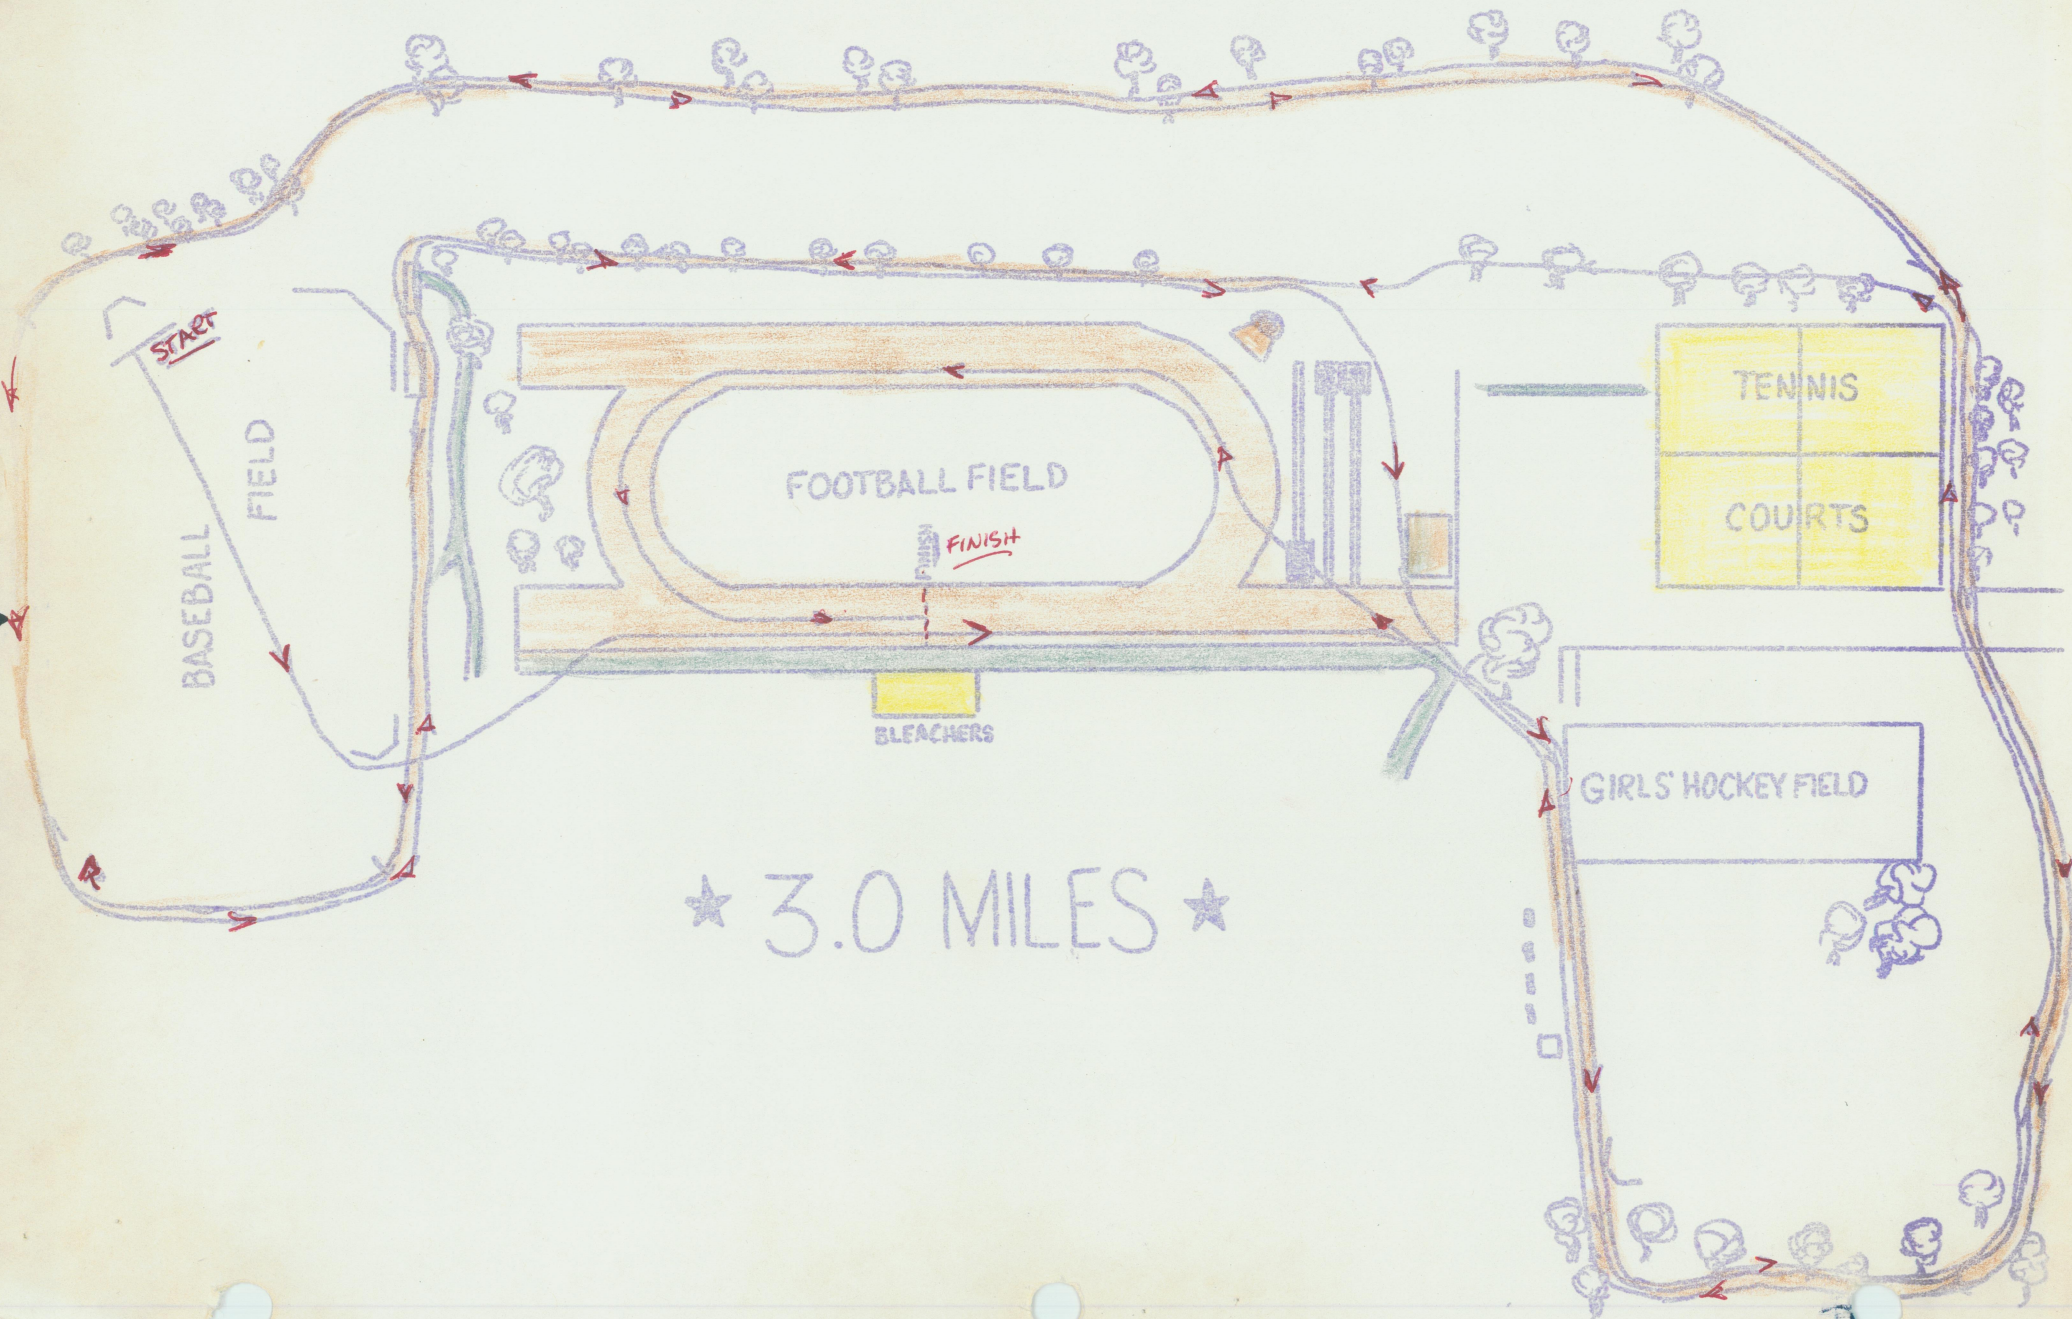 START
BASEBALL
FIELD
FOOTBALL FIELD
FINISH
FINISH
BLEACHERS
TENNIS
COURTS
GIRLS' HOCKEY FIELD
★ 3.0 MILES ★